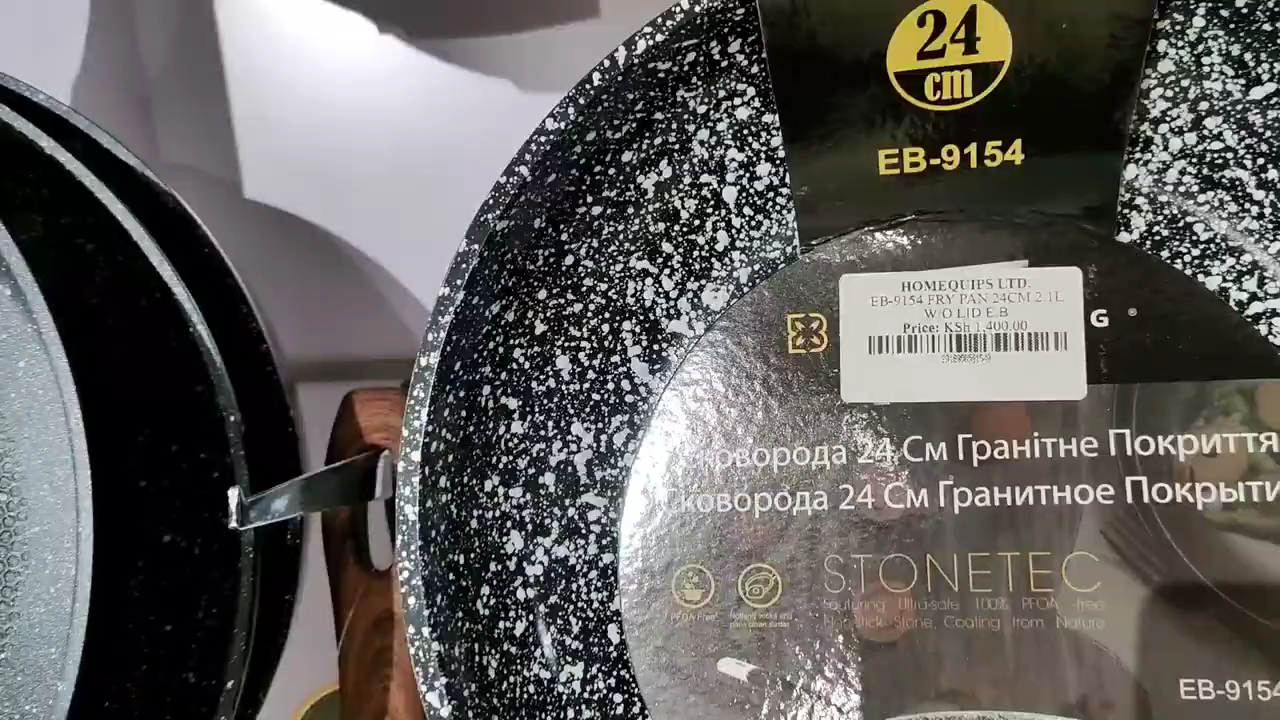 24
cm
EB-9154
HOMEQUIPS LTD.
EB-9154 FRY PAN 24CM 2.1L
W O LID E.B
Price: KSh 1,400.00
G ®
оворода 24 См Гранітне Покриття
Сковорода 24 См Гранитное Покрыти
STONETEC
Featuring Ultra-safe 100% PFOA free
Non-stick Stone, Coating from Nature
PFOA Free
EB-9154